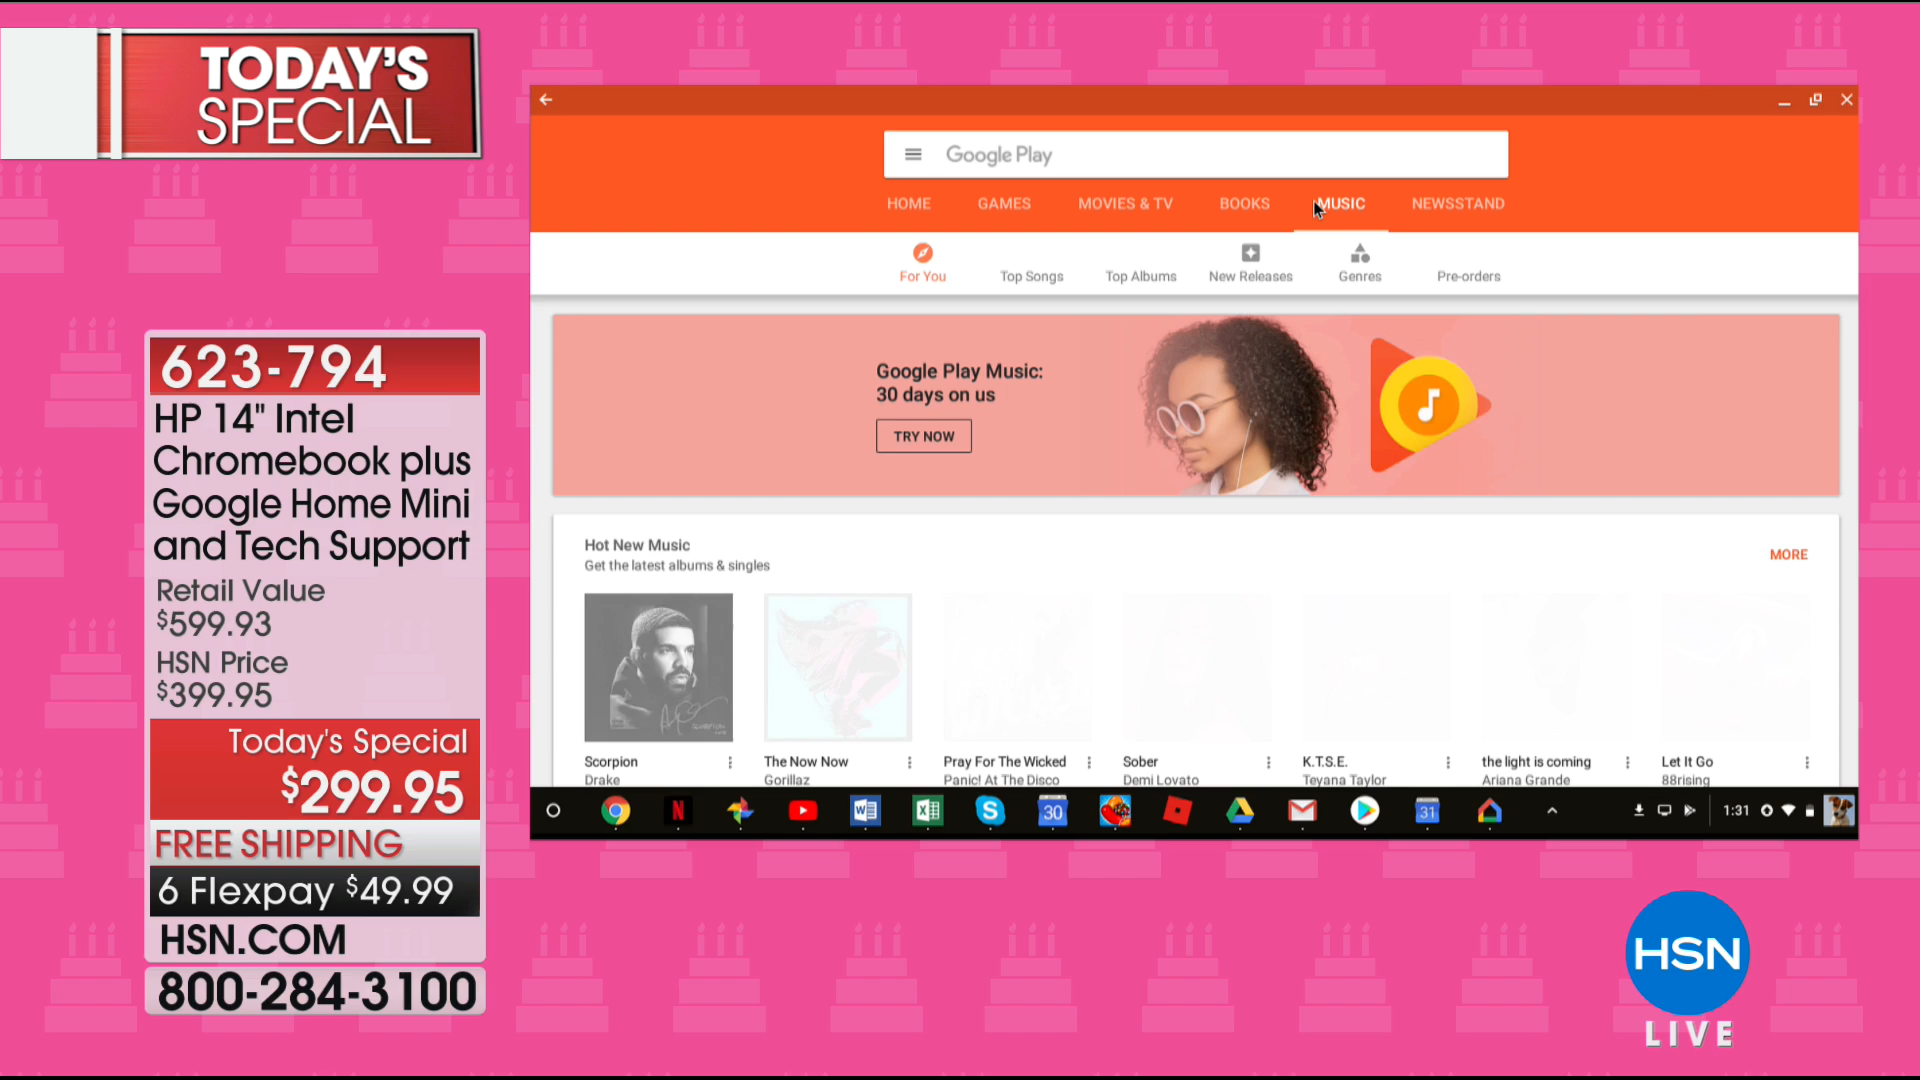 TODAY'S
SPECIAL
623-794
HP 14" Intel
Chromebook plus
Google Home Mini
and Tech Support
Retail Value
$599.93
HSN Price
$399.95
Today's Special
$299.95
FREE SHIPPING
6 Flexpay $49.99
HSN.COM
800-284-3100
Google Play
HOME GAMES MOVIES & TV BOOKS MUSIC NEWSSTAND
For You Top Songs Top Albums New Releases Genres Pre-orders
Google Play Music:
30 days on us
TRY NOW
Hot New Music
Get the latest albums & singles
MORE
Scorpion The Now Now Pray For The Wicked Sober K.T.S.E. the light is coming Let It Go
Drake Gorillaz Panic! At The Disco Demi Lovato Teyana Taylor Ariana Grande 88rising
N W X S 30 31 1:31
HSN
LIVE